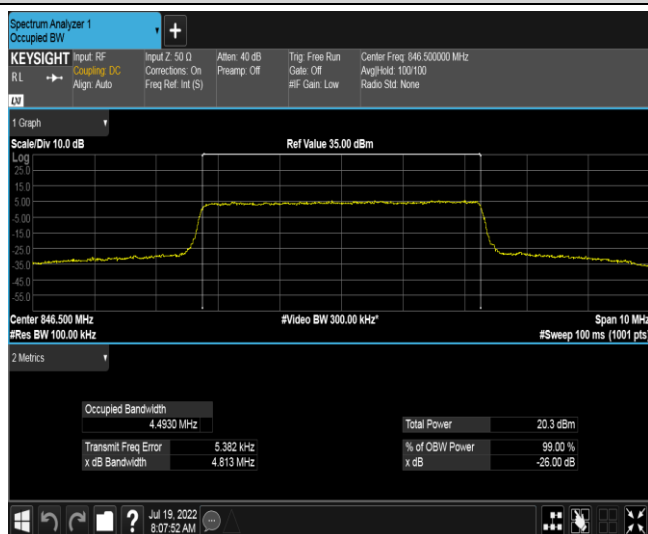 Spectrum Analyzer 1
Occupied BW
+
KEYSIGHT
RL
LXI
Input: RF
Coupling: DC
Align: Auto
Input Z: 50 Ω
Corrections: On
Freq Ref: Int (S)
Atten: 40 dB
Preamp: Off
Trig: Free Run
Gate: Off
#IF Gain: Low
Center Freq: 846.500000 MHz
Avg|Hold: 100/100
Radio Std: None
1 Graph
Scale/Div 10.0 dB
Ref Value 35.00 dBm
Log
25.0
15.0
5.00
-5.00
-15.0
-25.0
-35.0
-45.0
-55.0
Center 846.500 MHz
#Video BW 300.00 kHz*
Span 10 MHz
#Res BW 100.00 kHz
#Sweep 100 ms (1001 pts)
2 Metrics
Occupied Bandwidth
4.4930 MHz
Total Power 20.3 dBm
Transmit Freq Error 5.382 kHz
% of OBW Power 99.00 %
x dB Bandwidth 4.813 MHz
x dB -26.00 dB
?
Jul 19, 2022
8:07:52 AM